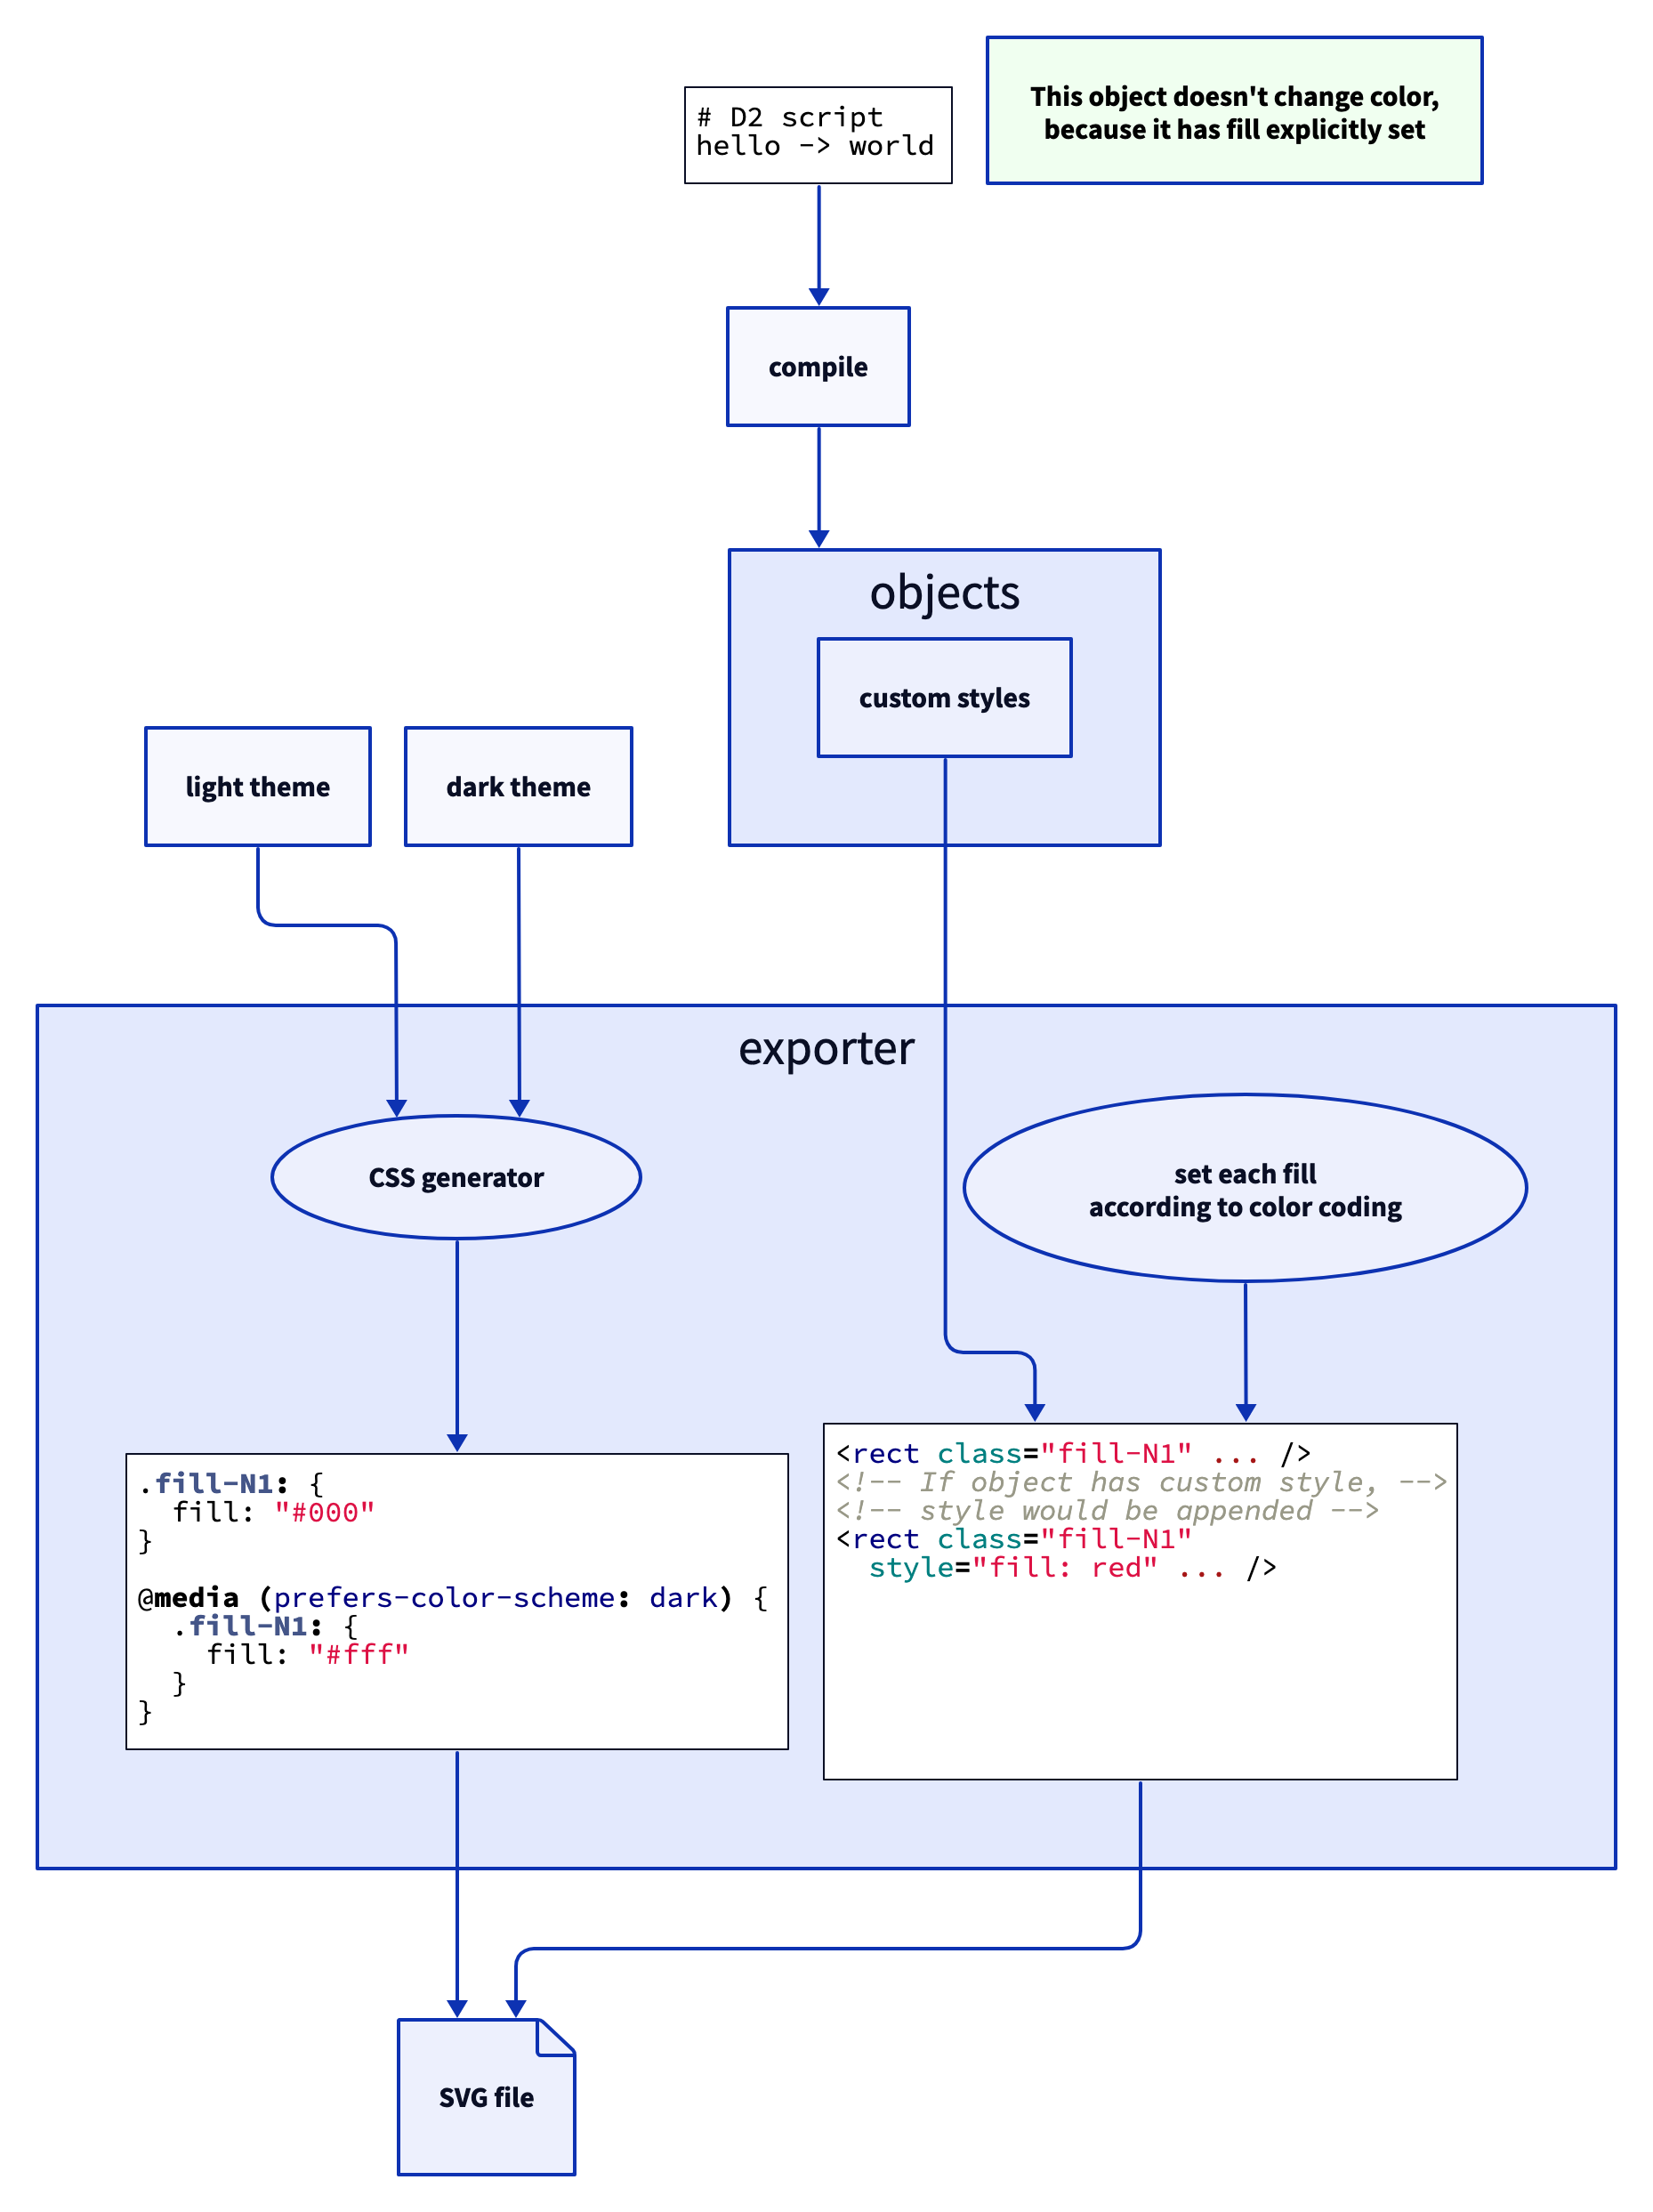 # D2 script
hello -> world
This object doesn't change color,
because it has fill explicitly set
compile
objects
custom styles
light theme
dark theme
exporter
CSS generator
set each fill
according to color coding
.fill-N1: {
  fill: "#000"
}

@media (prefers-color-scheme: dark) {
  .fill-N1: {
    fill: "#fff"
  }
}
<rect class="fill-N1" ... />
<!-- If object has custom style, -->
<!-- style would be appended -->
<rect class="fill-N1"
  style="fill: red" ... />
SVG file